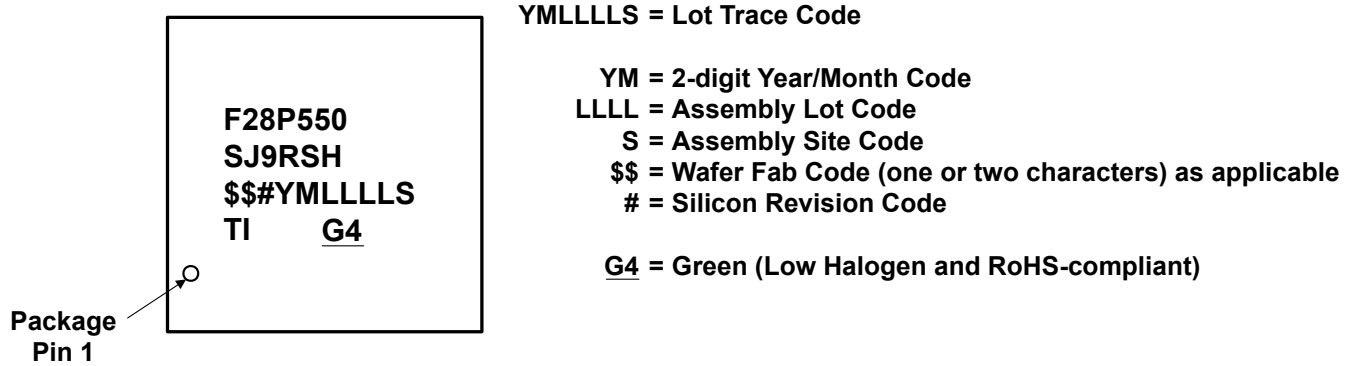 F28P550
SJ9RSH
$$#YMLLLLS
TI G4
Package
Pin 1
YMLLLLS = Lot Trace Code
YM = 2-digit Year/Month Code
LLLL = Assembly Lot Code
S = Assembly Site Code
$$ = Wafer Fab Code (one or two characters) as applicable
# = Silicon Revision Code
G4 = Green (Low Halogen and RoHS-compliant)